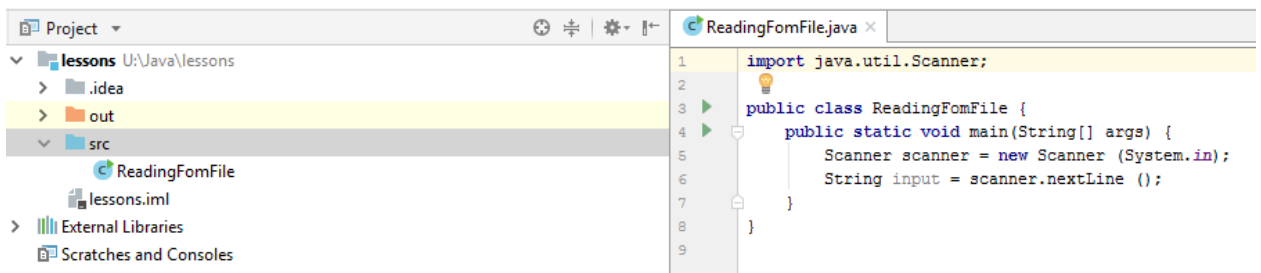 Project
lessons U:\Java\lessons
.idea
out
src
ReadingFomFile
lessons.iml
External Libraries
Scratches and Consoles
ReadingFomFile.java
1 import java.util.Scanner;
2
3 public class ReadingFomFile {
4 public static void main(String[] args) {
5 Scanner scanner = new Scanner (System.in);
6 String input = scanner.nextLine ();
7 }
8 }
9